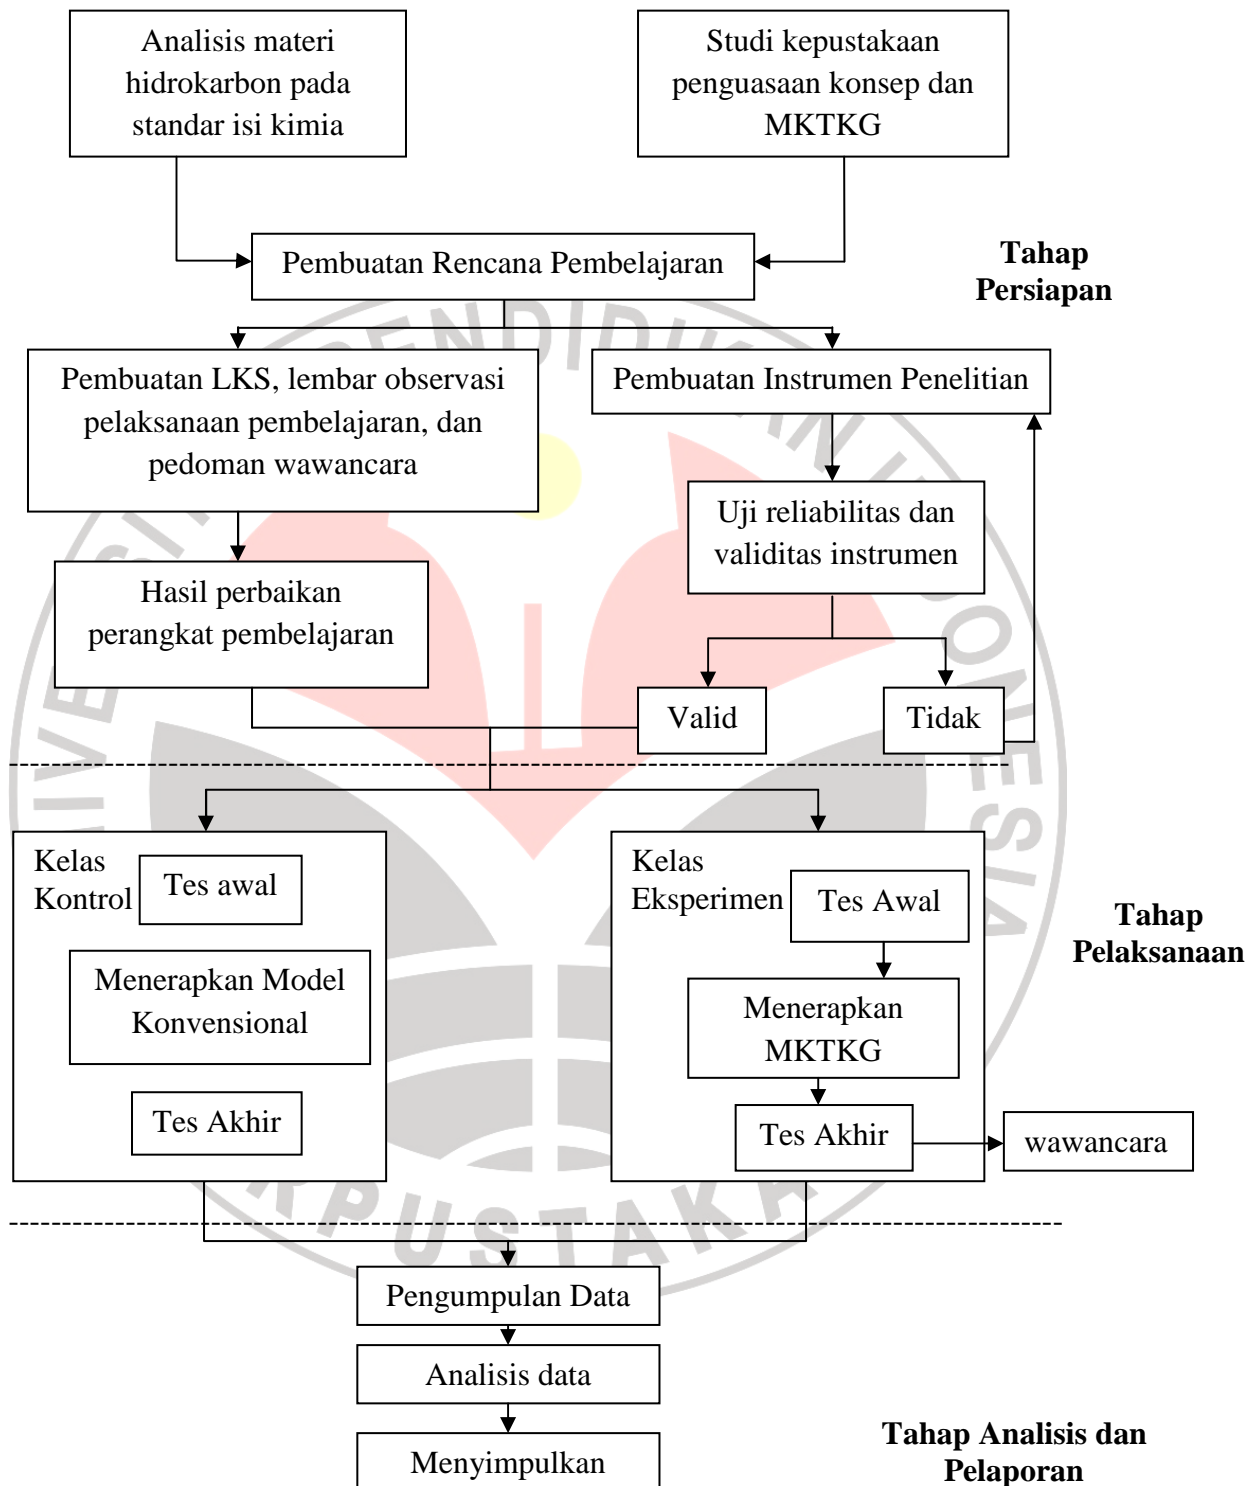 Analisis materi
hidrokarbon pada
standar isi kimia
Studi kepustakaan
penguasaan konsep dan
MKTKG
Pembuatan Rencana Pembelajaran
Tahap
Persiapan
Pembuatan LKS, lembar observasi
pelaksanaan pembelajaran, dan
pedoman wawancara
Pembuatan Instrumen Penelitian
Uji reliabilitas dan
validitas instrumen
Hasil perbaikan
perangkat pembelajaran
Valid
Tidak
Kelas
Kontrol
Tes awal
Menerapkan Model
Konvensional
Tes Akhir
Kelas
Eksperimen
Tes Awal
Menerapkan
MKTKG
Tes Akhir
wawancara
Tahap
Pelaksanaan
Pengumpulan Data
Analisis data
Menyimpulkan
Tahap Analisis dan
Pelaporan